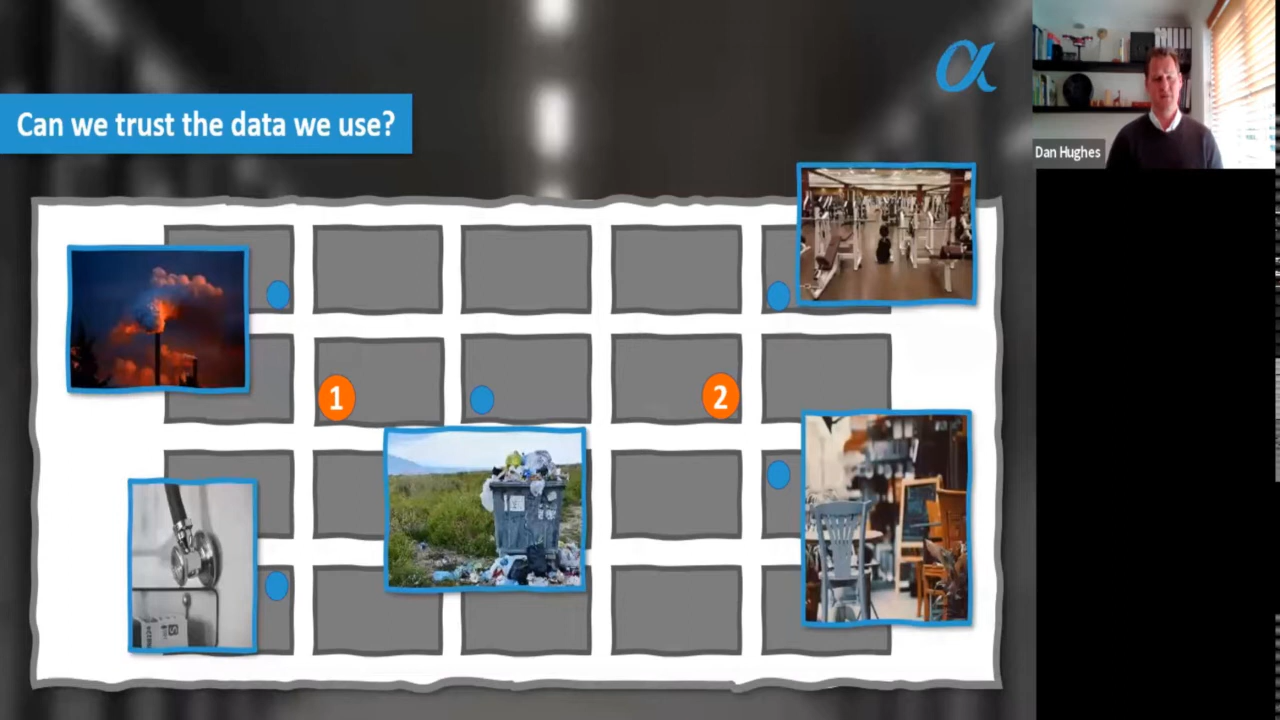 Can we trust the data we use?
α
Dan Hughes
1
2